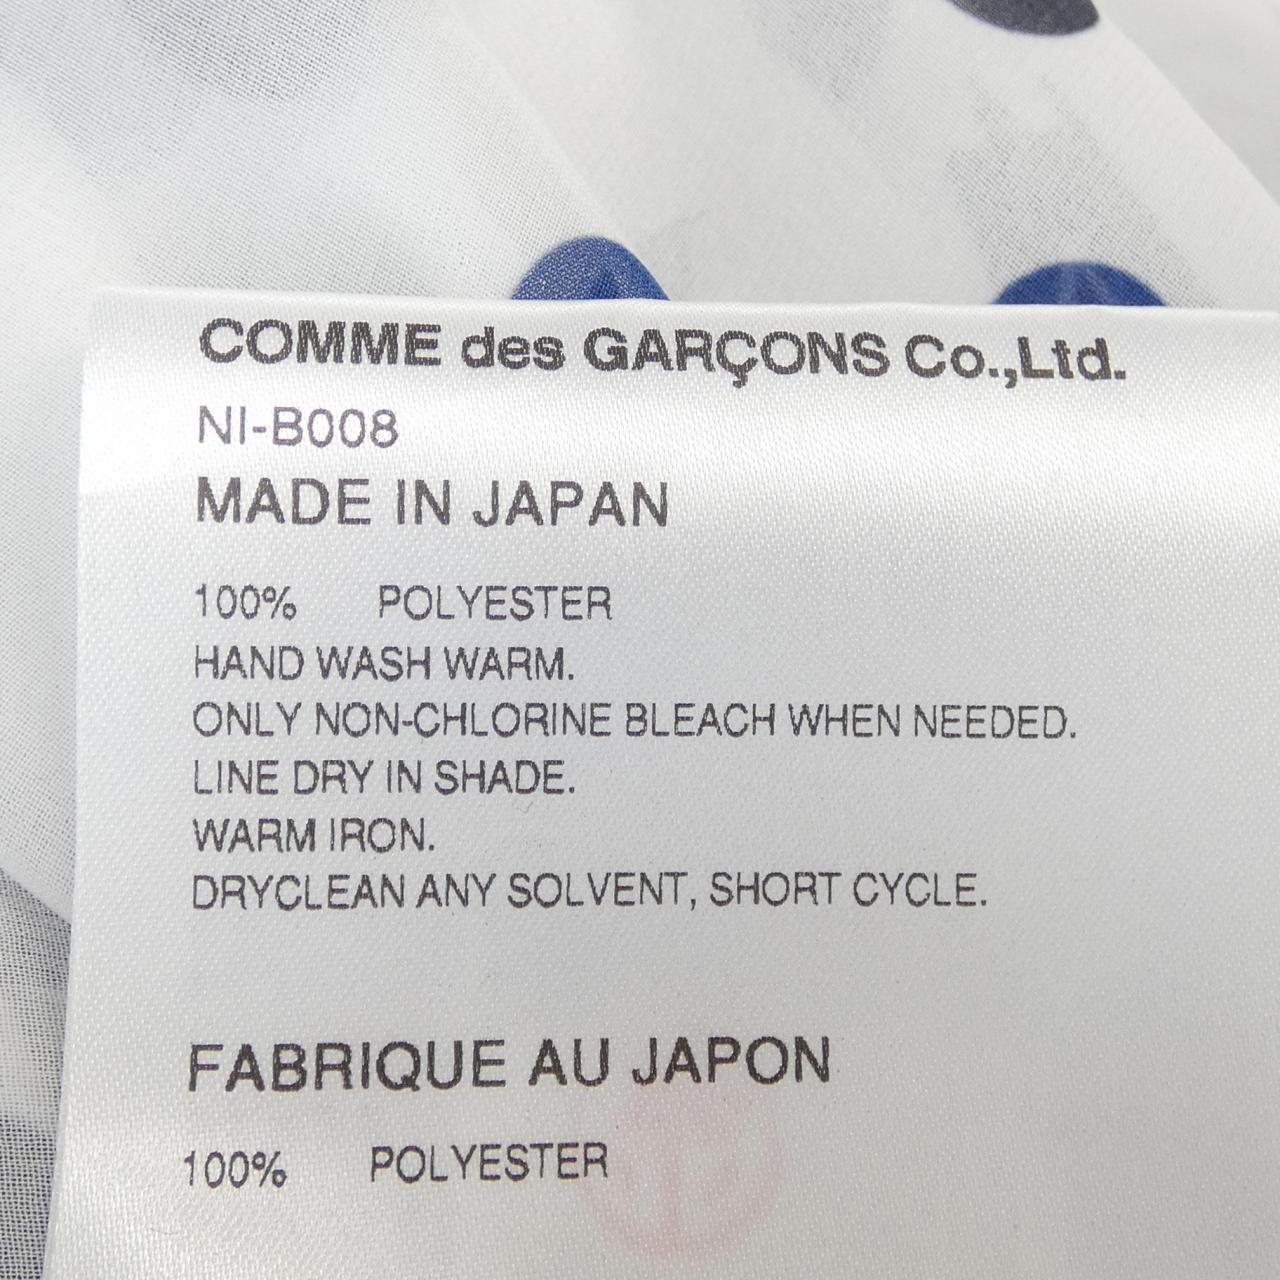 COMME des GARÇONS Co.,Ltd.
NI-B008
MADE IN JAPAN
100% POLYESTER
HAND WASH WARM.
ONLY NON-CHLORINE BLEACH WHEN NEEDED.
LINE DRY IN SHADE.
WARM IRON.
DRYCLEAN ANY SOLVENT, SHORT CYCLE.
FABRIQUE AU JAPON
100% POLYESTER